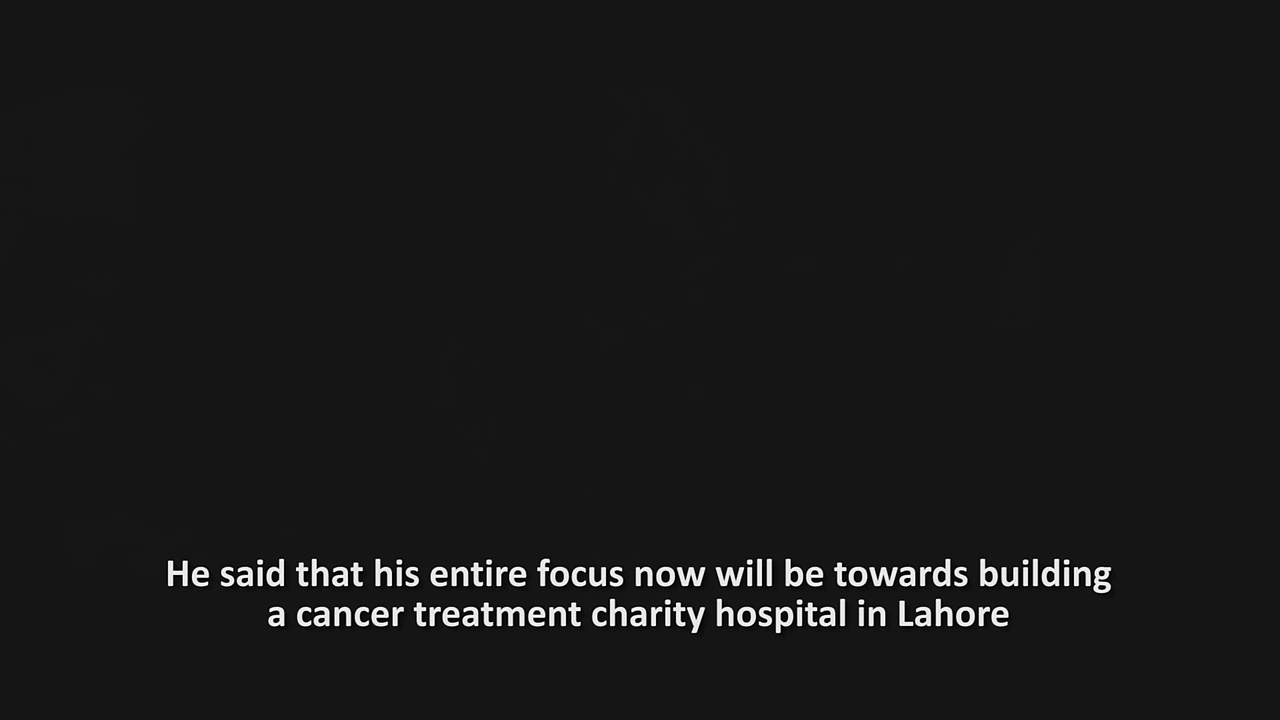 He said that his entire focus now will be towards building
a cancer treatment charity hospital in Lahore